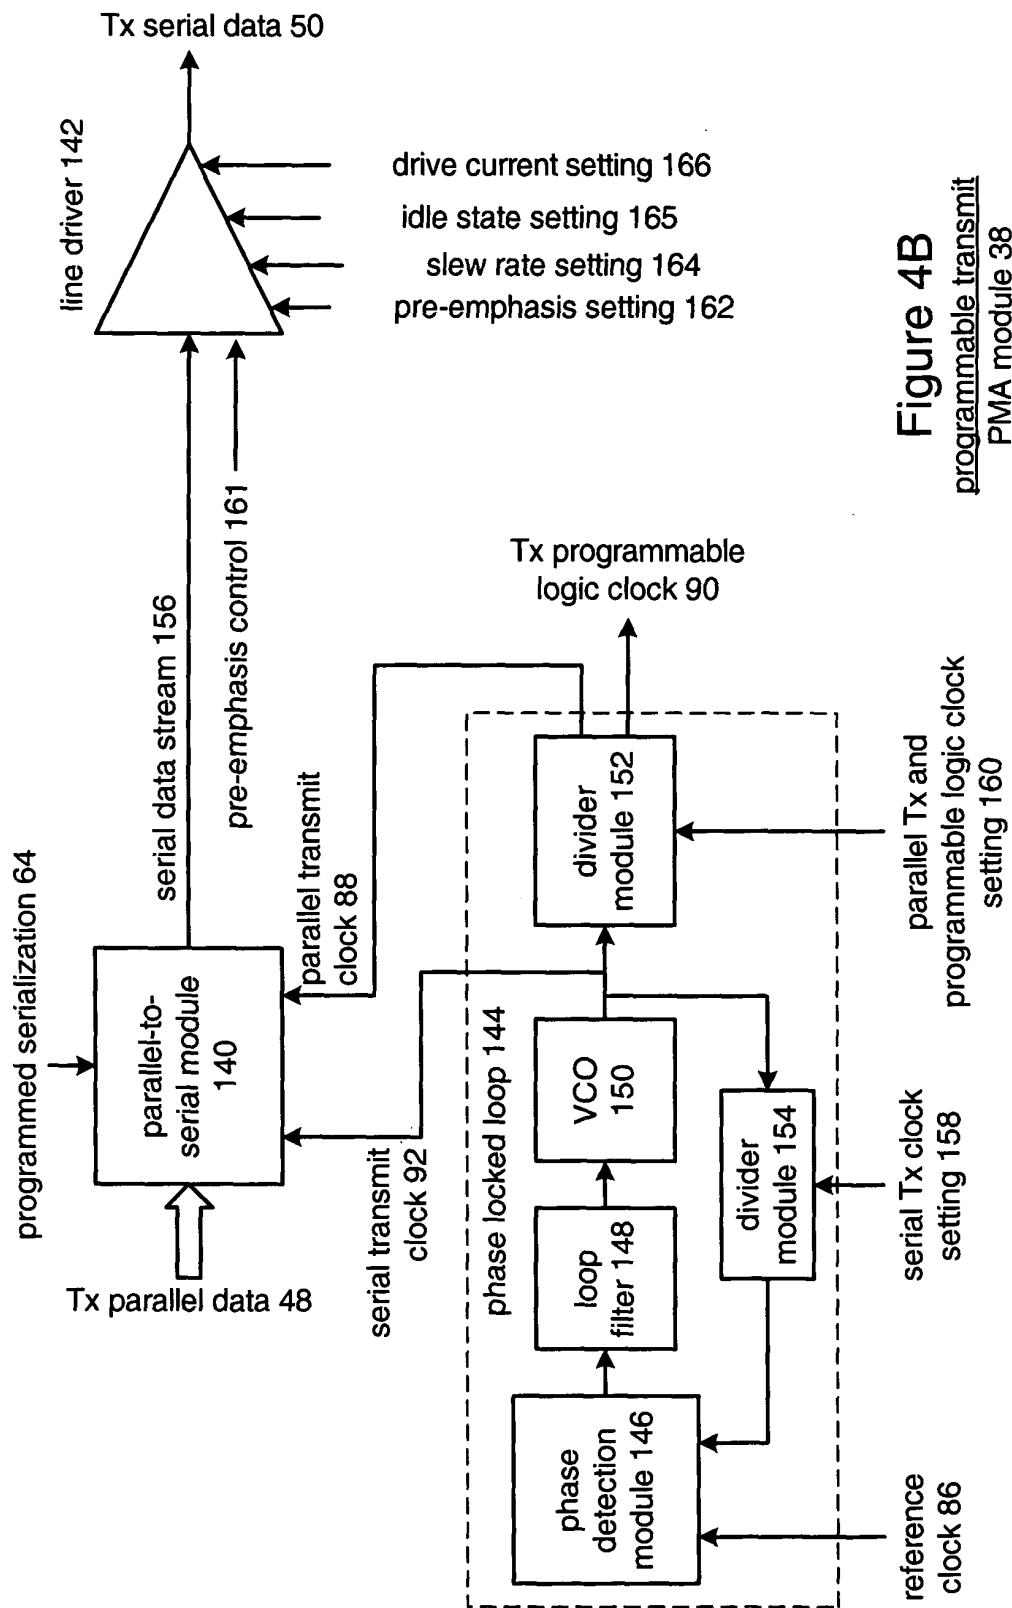 Tx serial data 50
line driver 142
drive current setting 166
idle state setting 165
slew rate setting 164
pre-emphasis setting 162
Figure 4B
programmable transmit
PMA module 38
pre-emphasis control 161
serial data stream 156
programmed serialization 64
parallel-to-
serial module
140
Tx parallel data 48
parallel transmit
clock 88
serial transmit
clock 92
Tx programmable
logic clock 90
phase locked loop 144
divider
module 152
VCO
150
loop
filter 148
phase
detection
module 146
divider
module 154
parallel Tx and
programmable logic clock
setting 160
serial Tx clock
setting 158
reference
clock 86